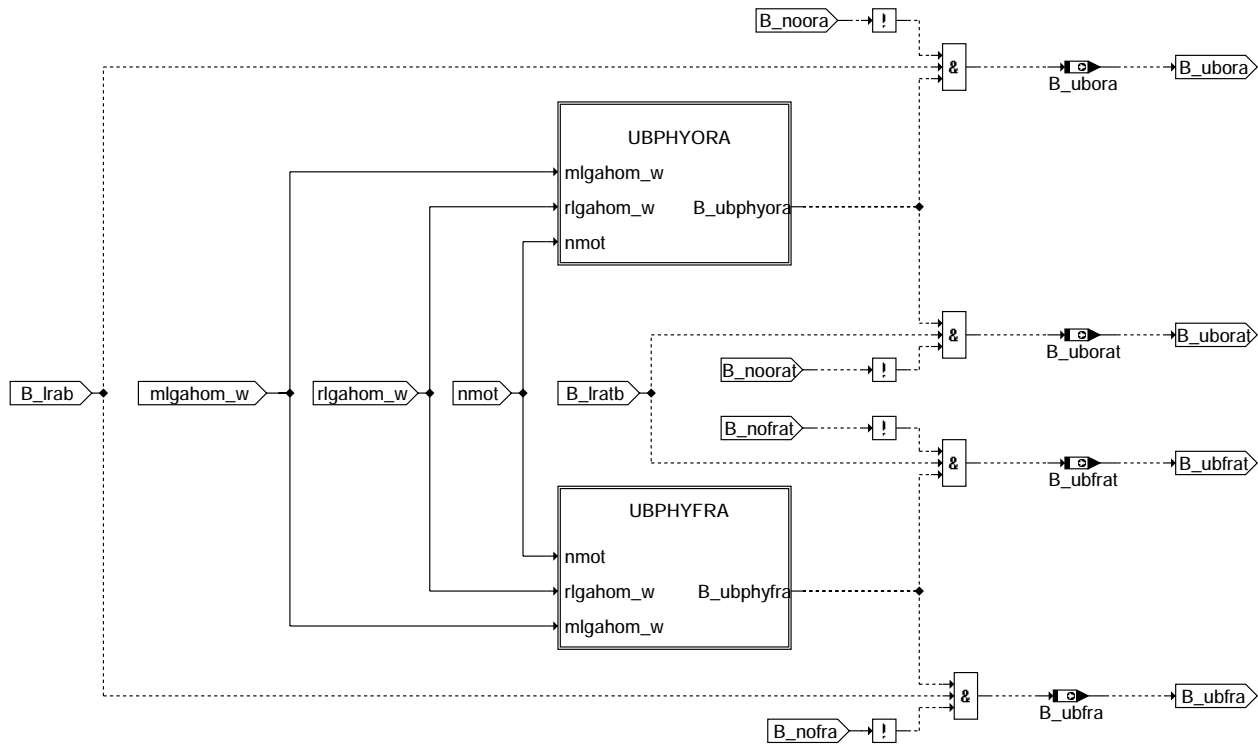 B_noora
!
&
B_ubora
B_ubora
UBPHYORA
mlgahom_w
rlgahom_w
B_ubphyora
nmot
&
B_uborat
B_uborat
B_noorat
!
B_lrab
mlgahom_w
rlgahom_w
nmot
B_lratb
B_nofrat
!
&
B_ubfrat
B_ubfrat
UBPHYFRA
nmot
rlgahom_w
B_ubphyfra
mlgahom_w
&
B_ubfra
B_ubfra
B_nofra
!